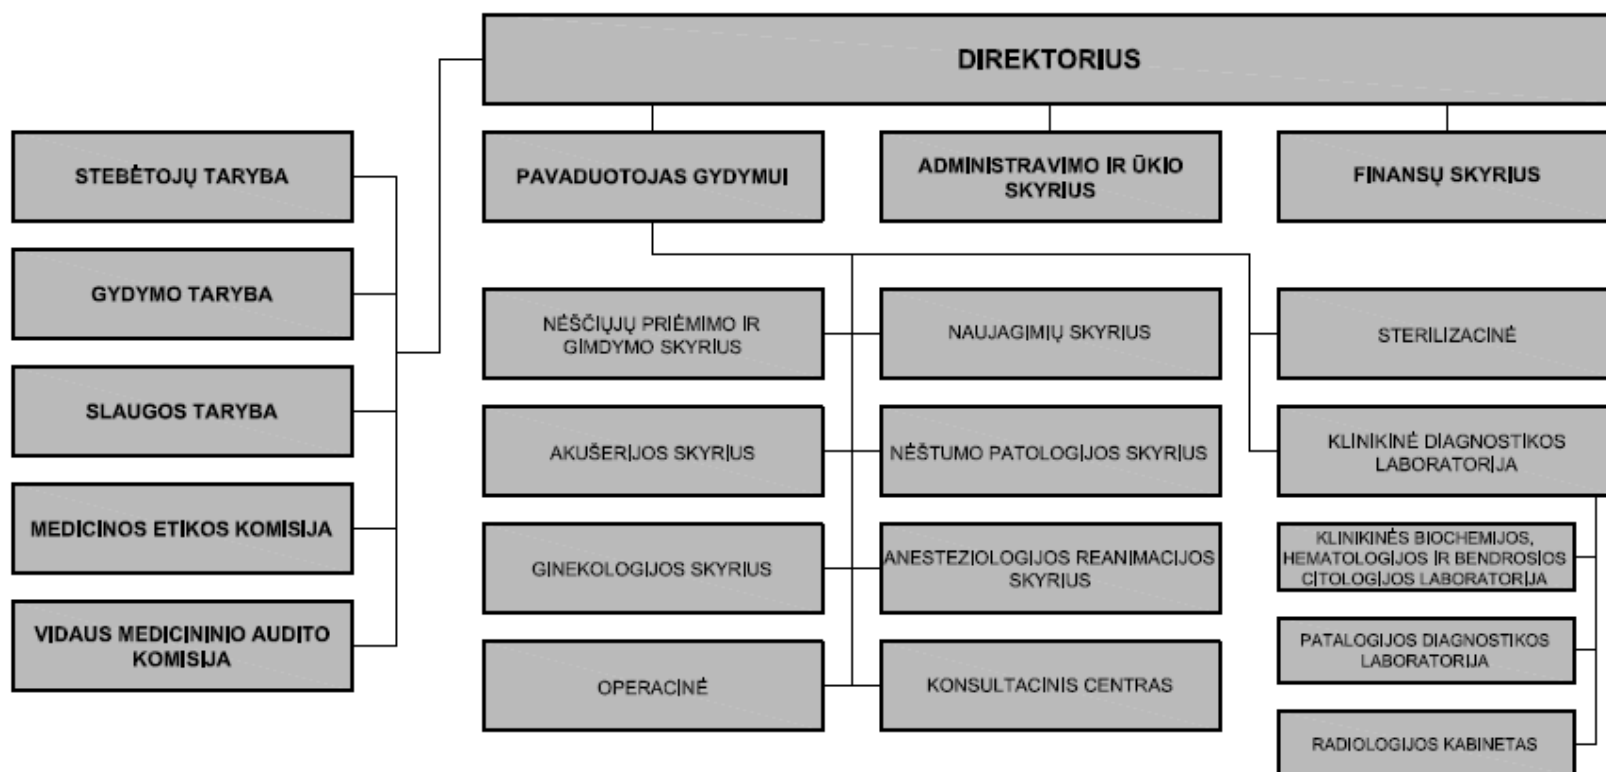 DIREKTORIUS
STEBĖTOJŲ TARYBA
GYDYMO TARYBA
SLAUGOS TARYBA
MEDICINOS ETIKOS KOMISIJA
VIDAUS MEDICININIO AUDITO
KOMISIJA
PAVADUOTOJAS GYDYMUI
ADMINISTRAVIMO IR ŪKIO
SKYRIUS
FINANSŲ SKYRIUS
NĖŠČIŲJŲ PRIĖMIMO IR
GIMDYMO SKYRIUS
NAUJAGIMIŲ SKYRIUS
STERILIZACINĖ
AKUŠERIJOS SKYRIUS
NĖŠTUMO PATOLOGIJOS SKYRIUS
KLINIKINĖ DIAGNOSTIKOS
LABORATORIJA
GINEKOLOGIJOS SKYRIUS
ANESTEZIOLOGIJOS REANIMACIJOS
SKYRIUS
KLINIKINĖS BIOCHEMIJOS,
HEMATOLOGIJOS IR BENDROSIOS
CITOLOGIJOS LABORATORIJA
OPERACINĖ
KONSULTACINIS CENTRAS
PATALOGIJOS DIAGNOSTIKOS
LABORATORIJA
RADIOLOGIJOS KABINETAS